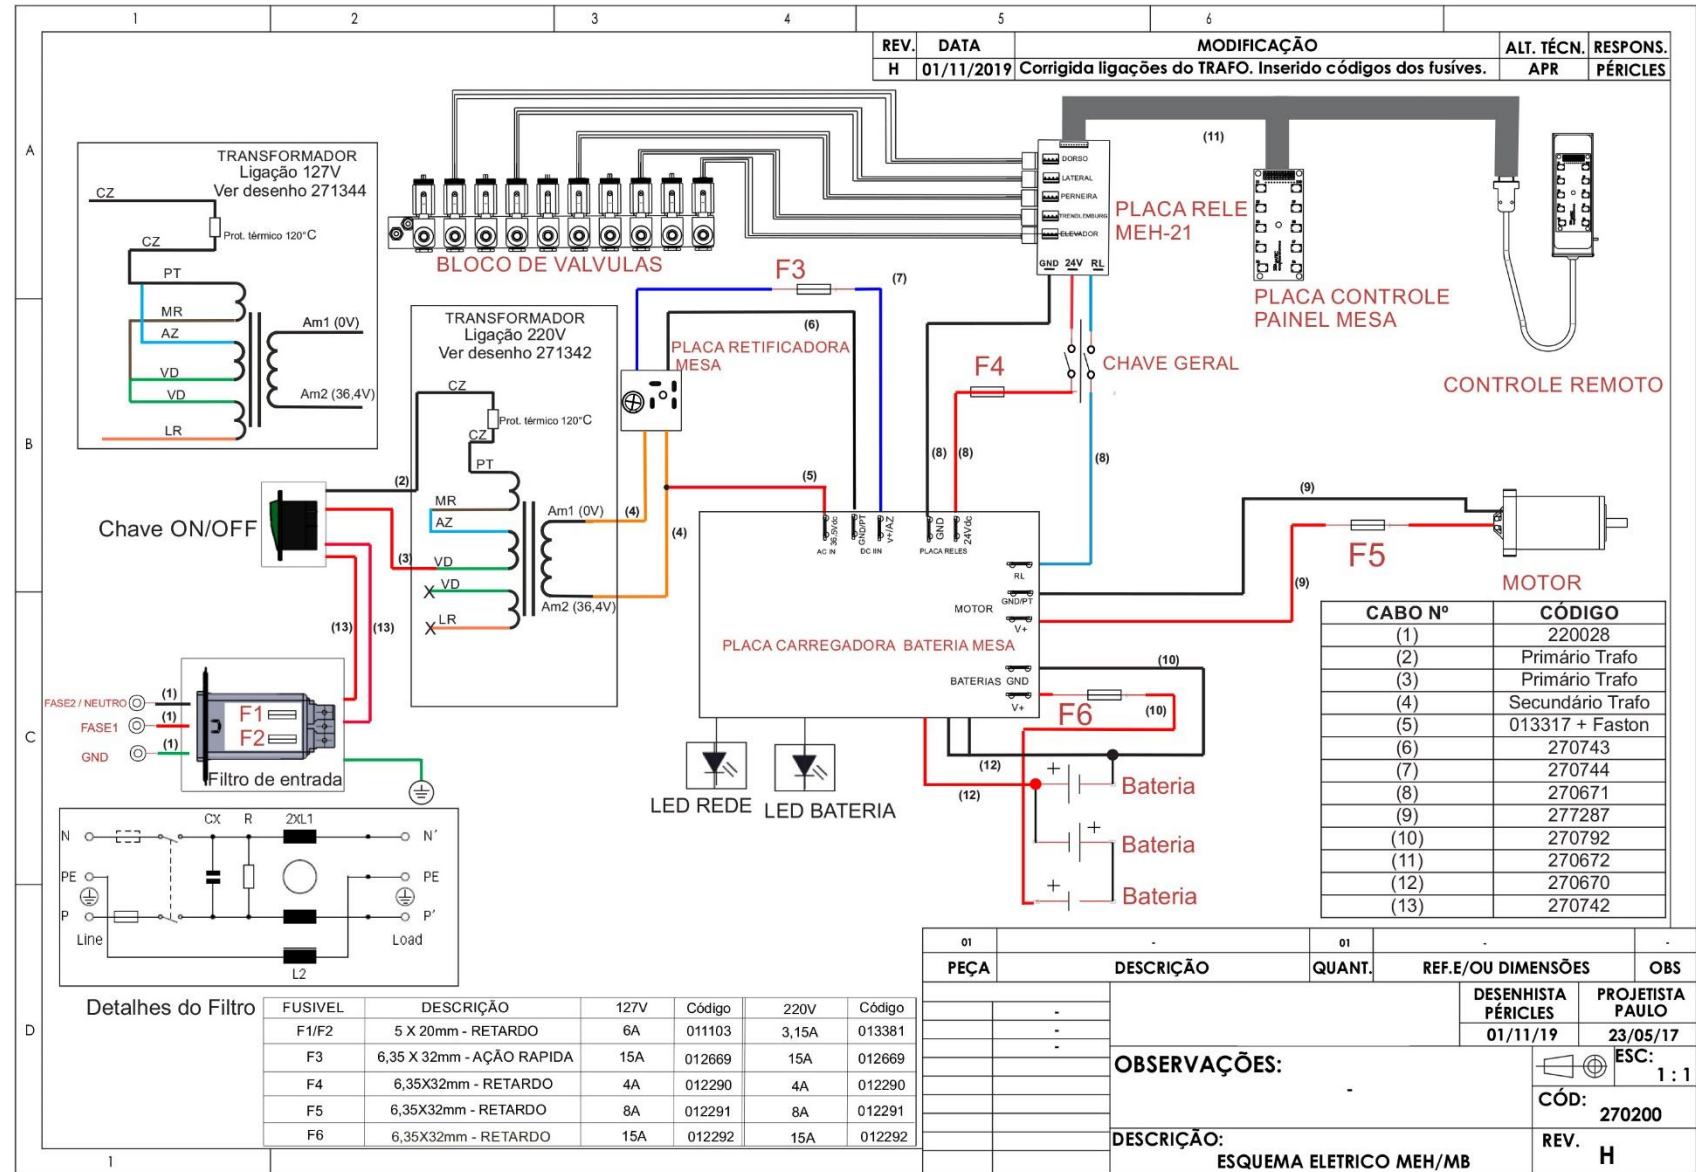 1 2 3 4 5 6
REV. DATA MODIFICAÇÃO ALT. TÉCN. RESPONS.
H 01/11/2019 Corrigida ligações do TRAFO. Inserido códigos dos fusíves. APR PÉRICLES
A
B
C
D
TRANSFORMADOR
Ligação 127V
Ver desenho 271344
CZ
Prot. térmico 120°C
CZ
PT
MR
AZ
VD
VD
LR
Am1 (0V)
Am2 (36,4V)
BLOCO DE VALVULAS
DORSO
LATERAL
PERNEIRA
TRENDLEMBURG
ELEVADOR
GND 24V RL
PLACA RELE
MEH-21
(11)
PLACA CONTROLE
PAINEL MESA
CONTROLE REMOTO
F3
(7)
(6)
TRANSFORMADOR
Ligação 220V
Ver desenho 271342
CZ
Prot. térmico 120°C
CZ
PT
MR
AZ
VD
VD
LR
X
X
Am1 (0V)
Am2 (36,4V)
PLACA RETIFICADORA
MESA
F4
CHAVE GERAL
(8) (8)
(8)
(2)
(3)
(4)
(4)
(5)
Chave ON/OFF
(13) (13)
36,5Vdc
AC IN
GND/PT
V+/AZ
DC IIN
GND
24Vdc
PLACA RELES
RL
MOTOR
GND/PT
V+
BATERIAS GND
V+
PLACA CARREGADORA BATERIA MESA
(9)
(9)
F5
MOTOR
(10)
(10)
F6
(12)
(12)
Bateria
Bateria
Bateria
+
+
+
LED REDE
LED BATERIA
FASE2 / NEUTRO (1)
FASE1 (1)
GND (1)
F1
F2
Filtro de entrada
CX R 2XL1
N N´
PE PE
P P´
Line Load
L2
Detalhes do Filtro
CABO Nº CÓDIGO
(1) 220028
(2) Primário Trafo
(3) Primário Trafo
(4) Secundário Trafo
(5) 013317 + Faston
(6) 270743
(7) 270744
(8) 270671
(9) 277287
(10) 270792
(11) 270672
(12) 270670
(13) 270742
FUSIVEL DESCRIÇÃO 127V Código 220V Código
F1/F2 5 X 20mm - RETARDO 6A 011103 3,15A 013381
F3 6,35 X 32mm - AÇÃO RAPIDA 15A 012669 15A 012669
F4 6,35X32mm - RETARDO 4A 012290 4A 012290
F5 6,35X32mm - RETARDO 8A 012291 8A 012291
F6 6,35X32mm - RETARDO 15A 012292 15A 012292
01 - 01 - -
PEÇA DESCRIÇÃO QUANT. REF.E/OU DIMENSÕES OBS
-
-
-
DESENHISTA
PÉRICLES
01/11/19
PROJETISTA
PAULO
23/05/17
OBSERVAÇÕES:
-
ESC:
1 : 1
CÓD:
270200
DESCRIÇÃO:
ESQUEMA ELETRICO MEH/MB
REV.
H
1